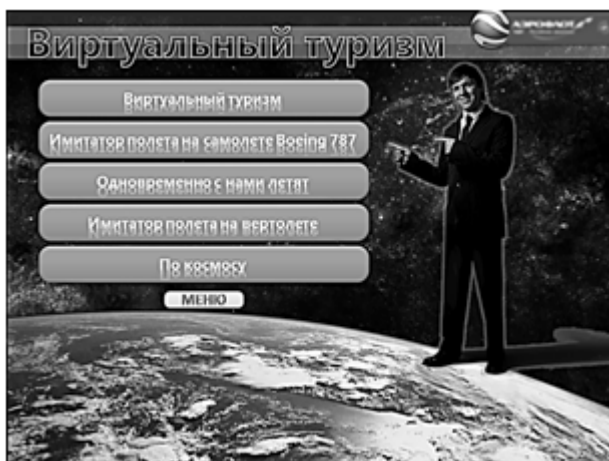 АЭРОФЛОТ
Виртуальный туризм
Виртуальный туризм
Имитатор полета на самолете Boeing 787
Одновременно с нами летят
Имитатор полета на вертолете
По космосу
МЕНЮ